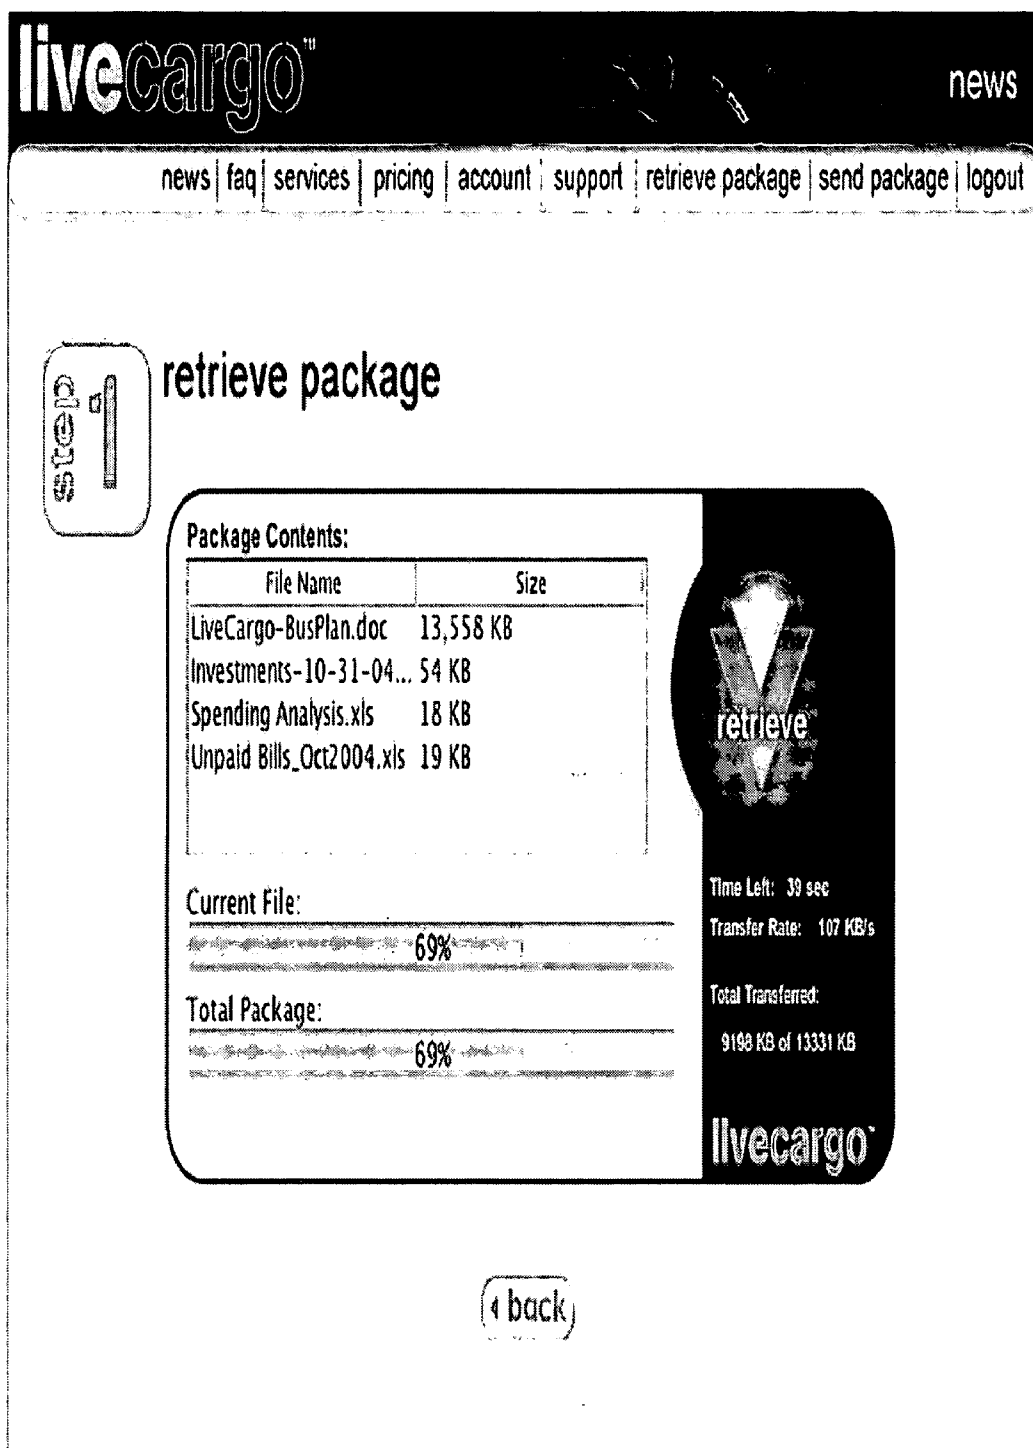 livecargo™
news
news | faq | services | pricing | account | support | retrieve package | send package | logout
step 1
retrieve package
Package Contents:
File Name Size
LiveCargo-BusPlan.doc 13,558 KB
Investments-10-31-04... 54 KB
Spending Analysis.xls 18 KB
Unpaid Bills_Oct2004.xls 19 KB
retrieve
Current File:
69%
Total Package:
69%
Time Left: 39 sec
Transfer Rate: 107 KB/s
Total Transferred:
9198 KB of 13331 KB
livecargo™
back